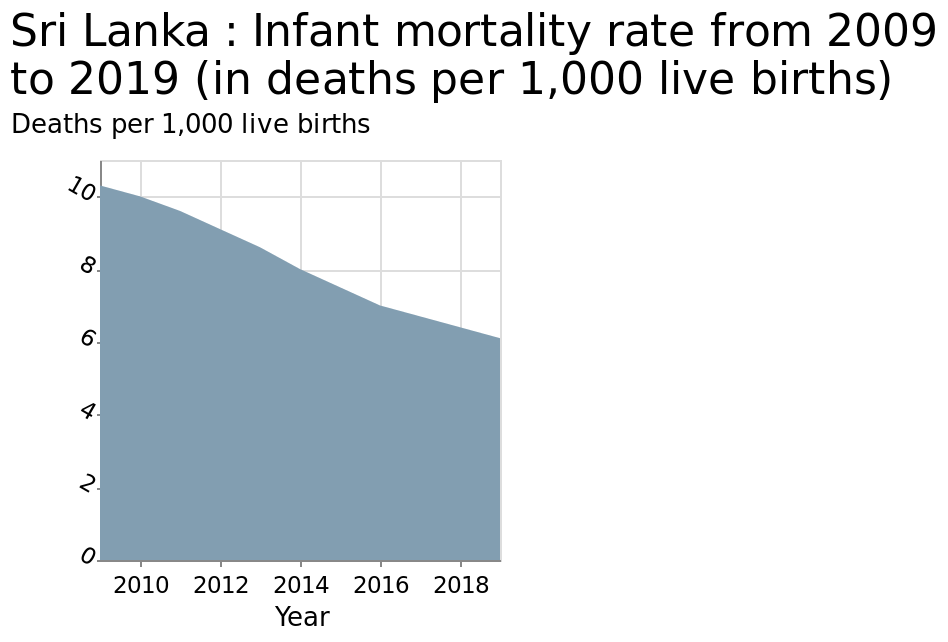 Sri Lanka : Infant mortality rate from 2009
to 2019 (in deaths per 1,000 live births)
Deaths per 1,000 live births
10
8
6
4
2
0
2010 2012 2014 2016 2018
Year